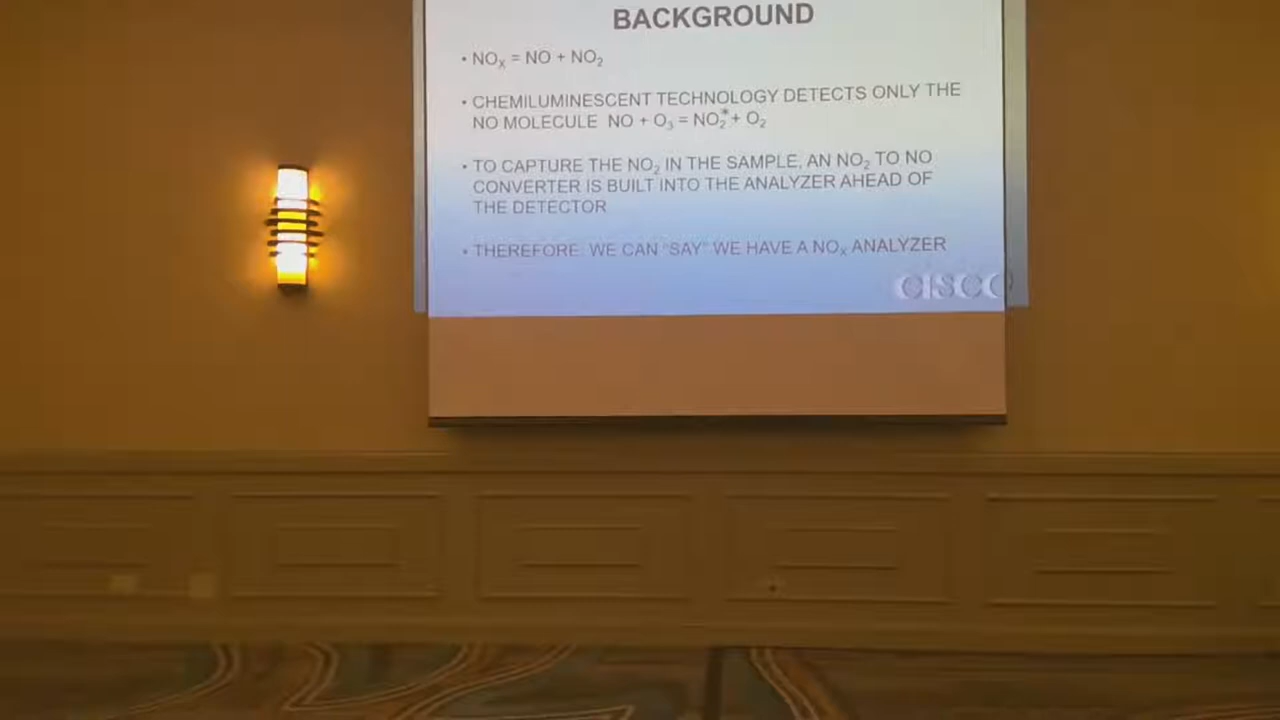 BACKGROUND
• NOₓ = NO + NO₂
• CHEMILUMINESCENT TECHNOLOGY DETECTS ONLY THE
NO MOLECULE NO + O₃ = NO₂* + O₂
• TO CAPTURE THE NO₂ IN THE SAMPLE, AN NO₂ TO NO
CONVERTER IS BUILT INTO THE ANALYZER AHEAD OF
THE DETECTOR
• THEREFORE, WE CAN "SAY" WE HAVE A NOₓ ANALYZER
CISCO